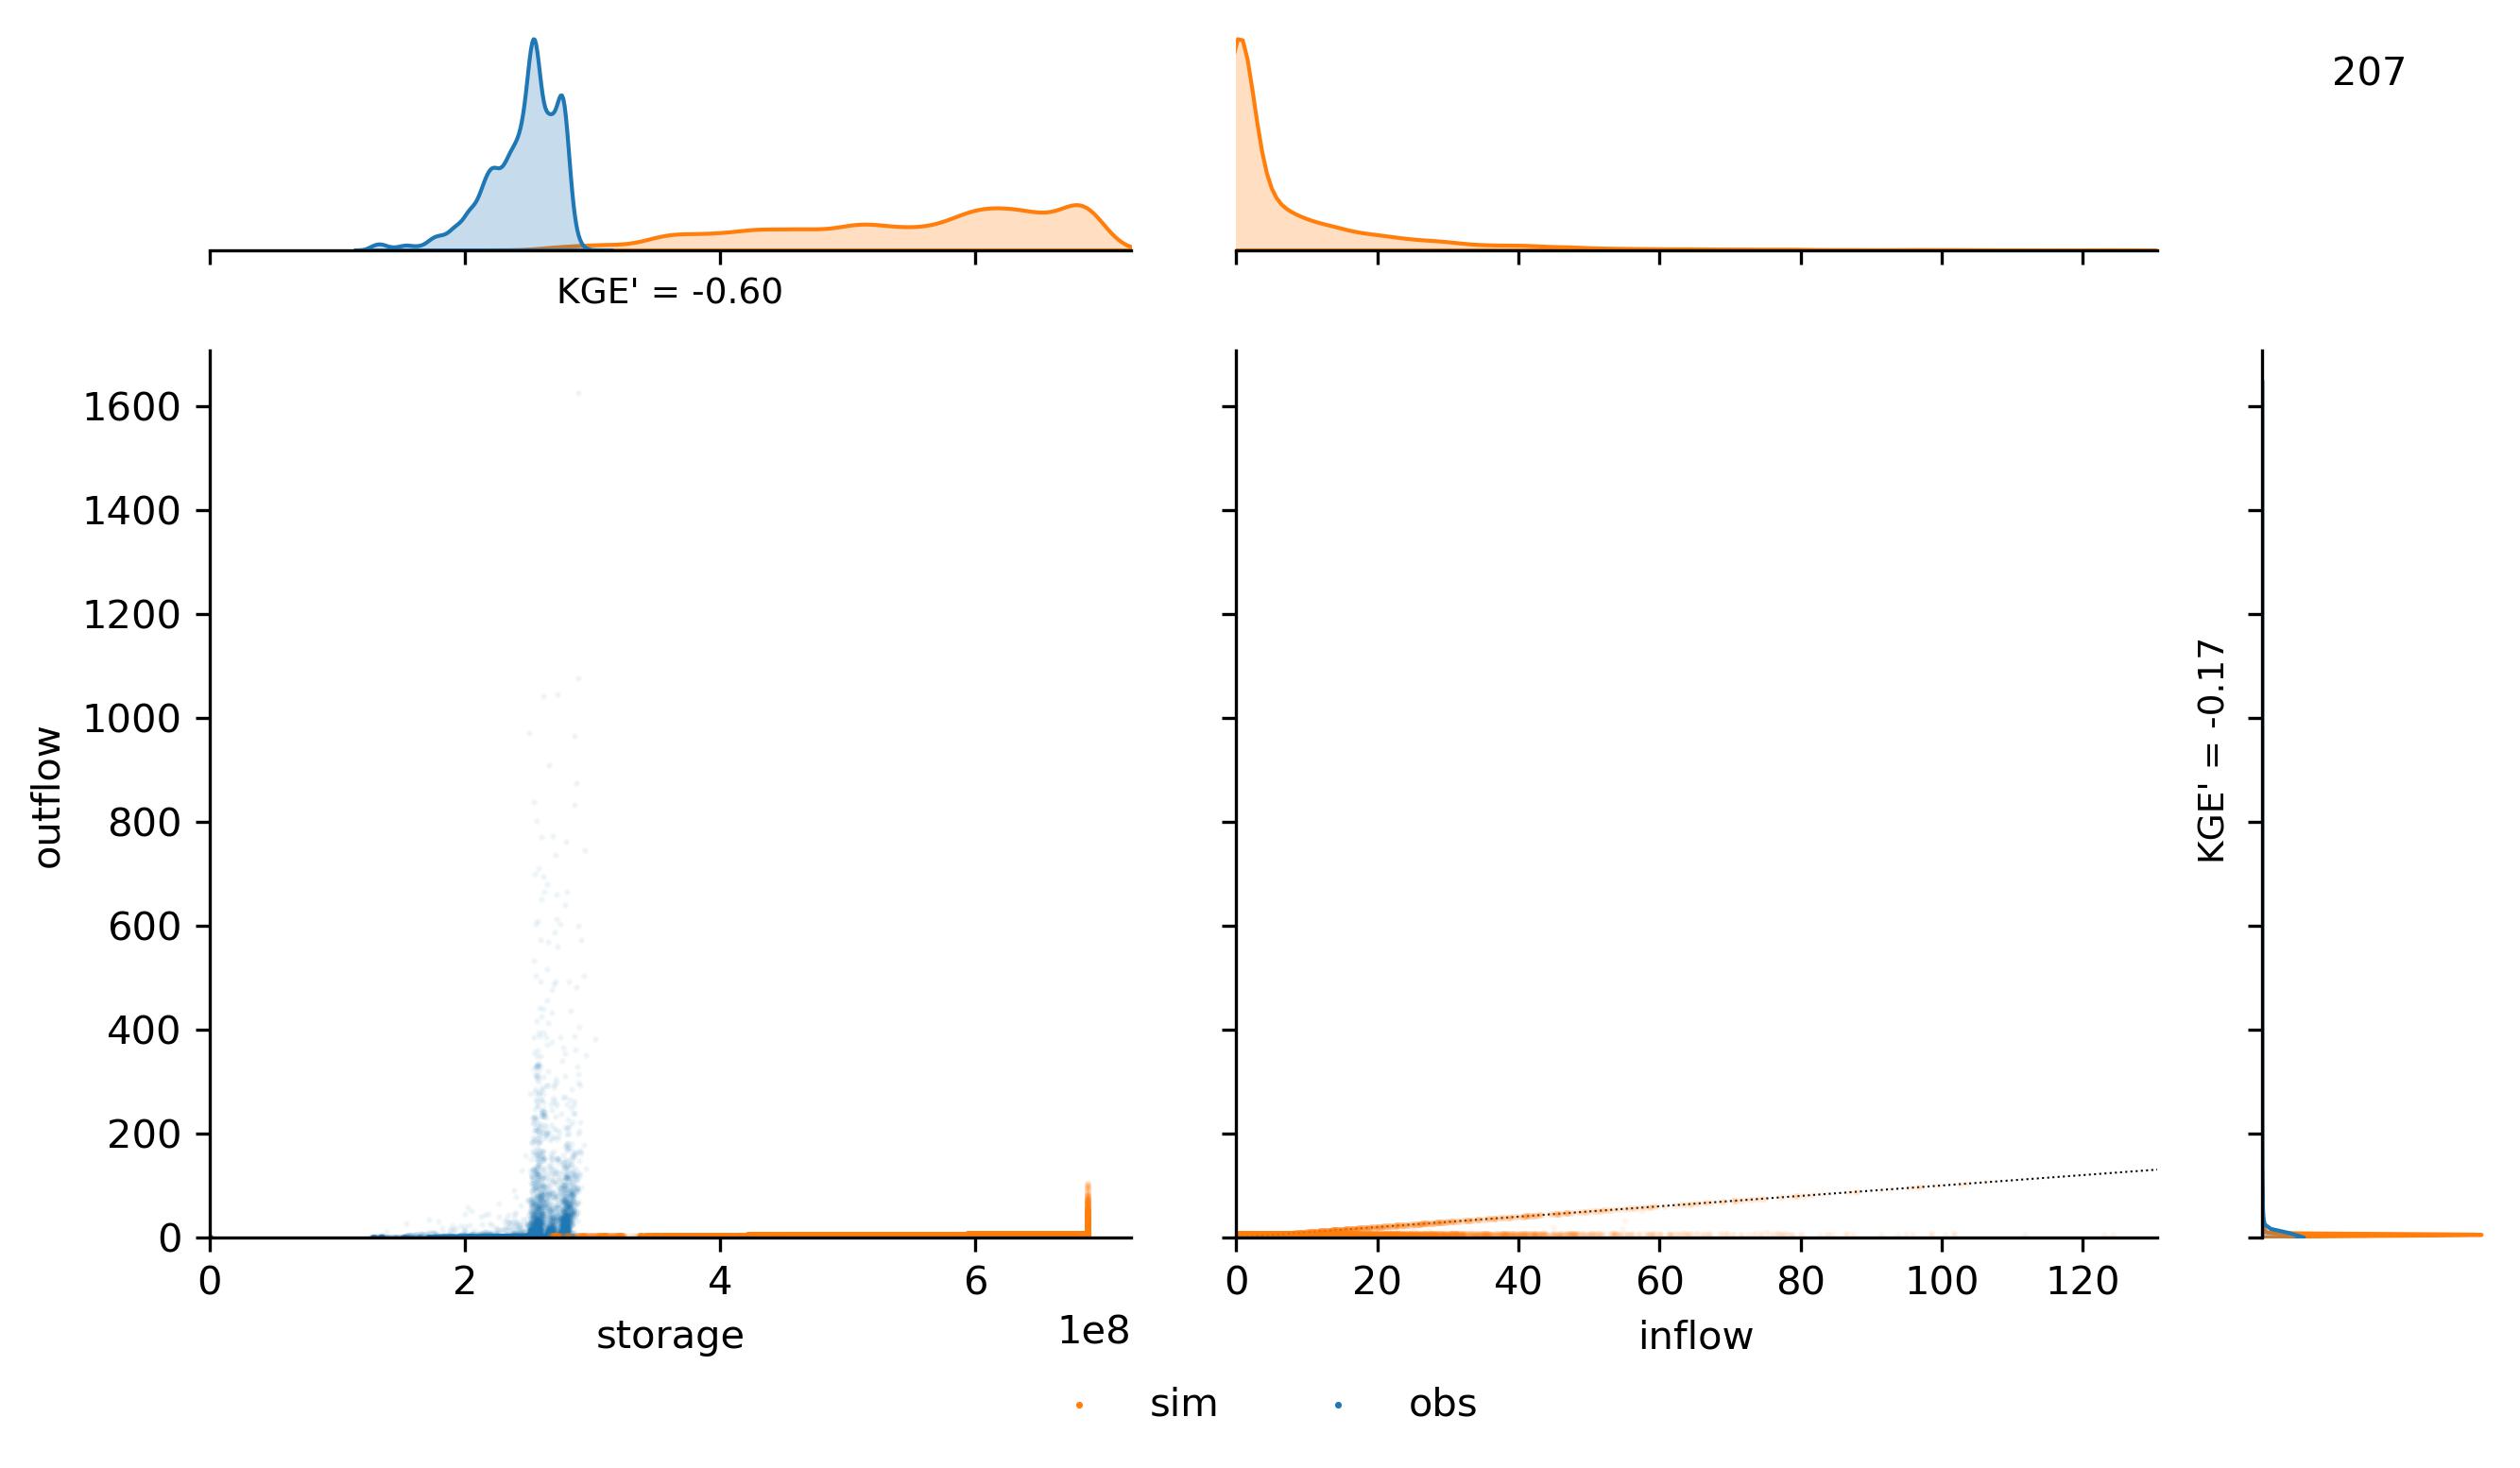 207
KGE' = -0.60
1600
1400
1200
1000
800
600
400
200
0
outflow
KGE' = -0.17
0 2 4 6
0 20 40 60 80 100 120
storage
1e8
inflow
sim obs